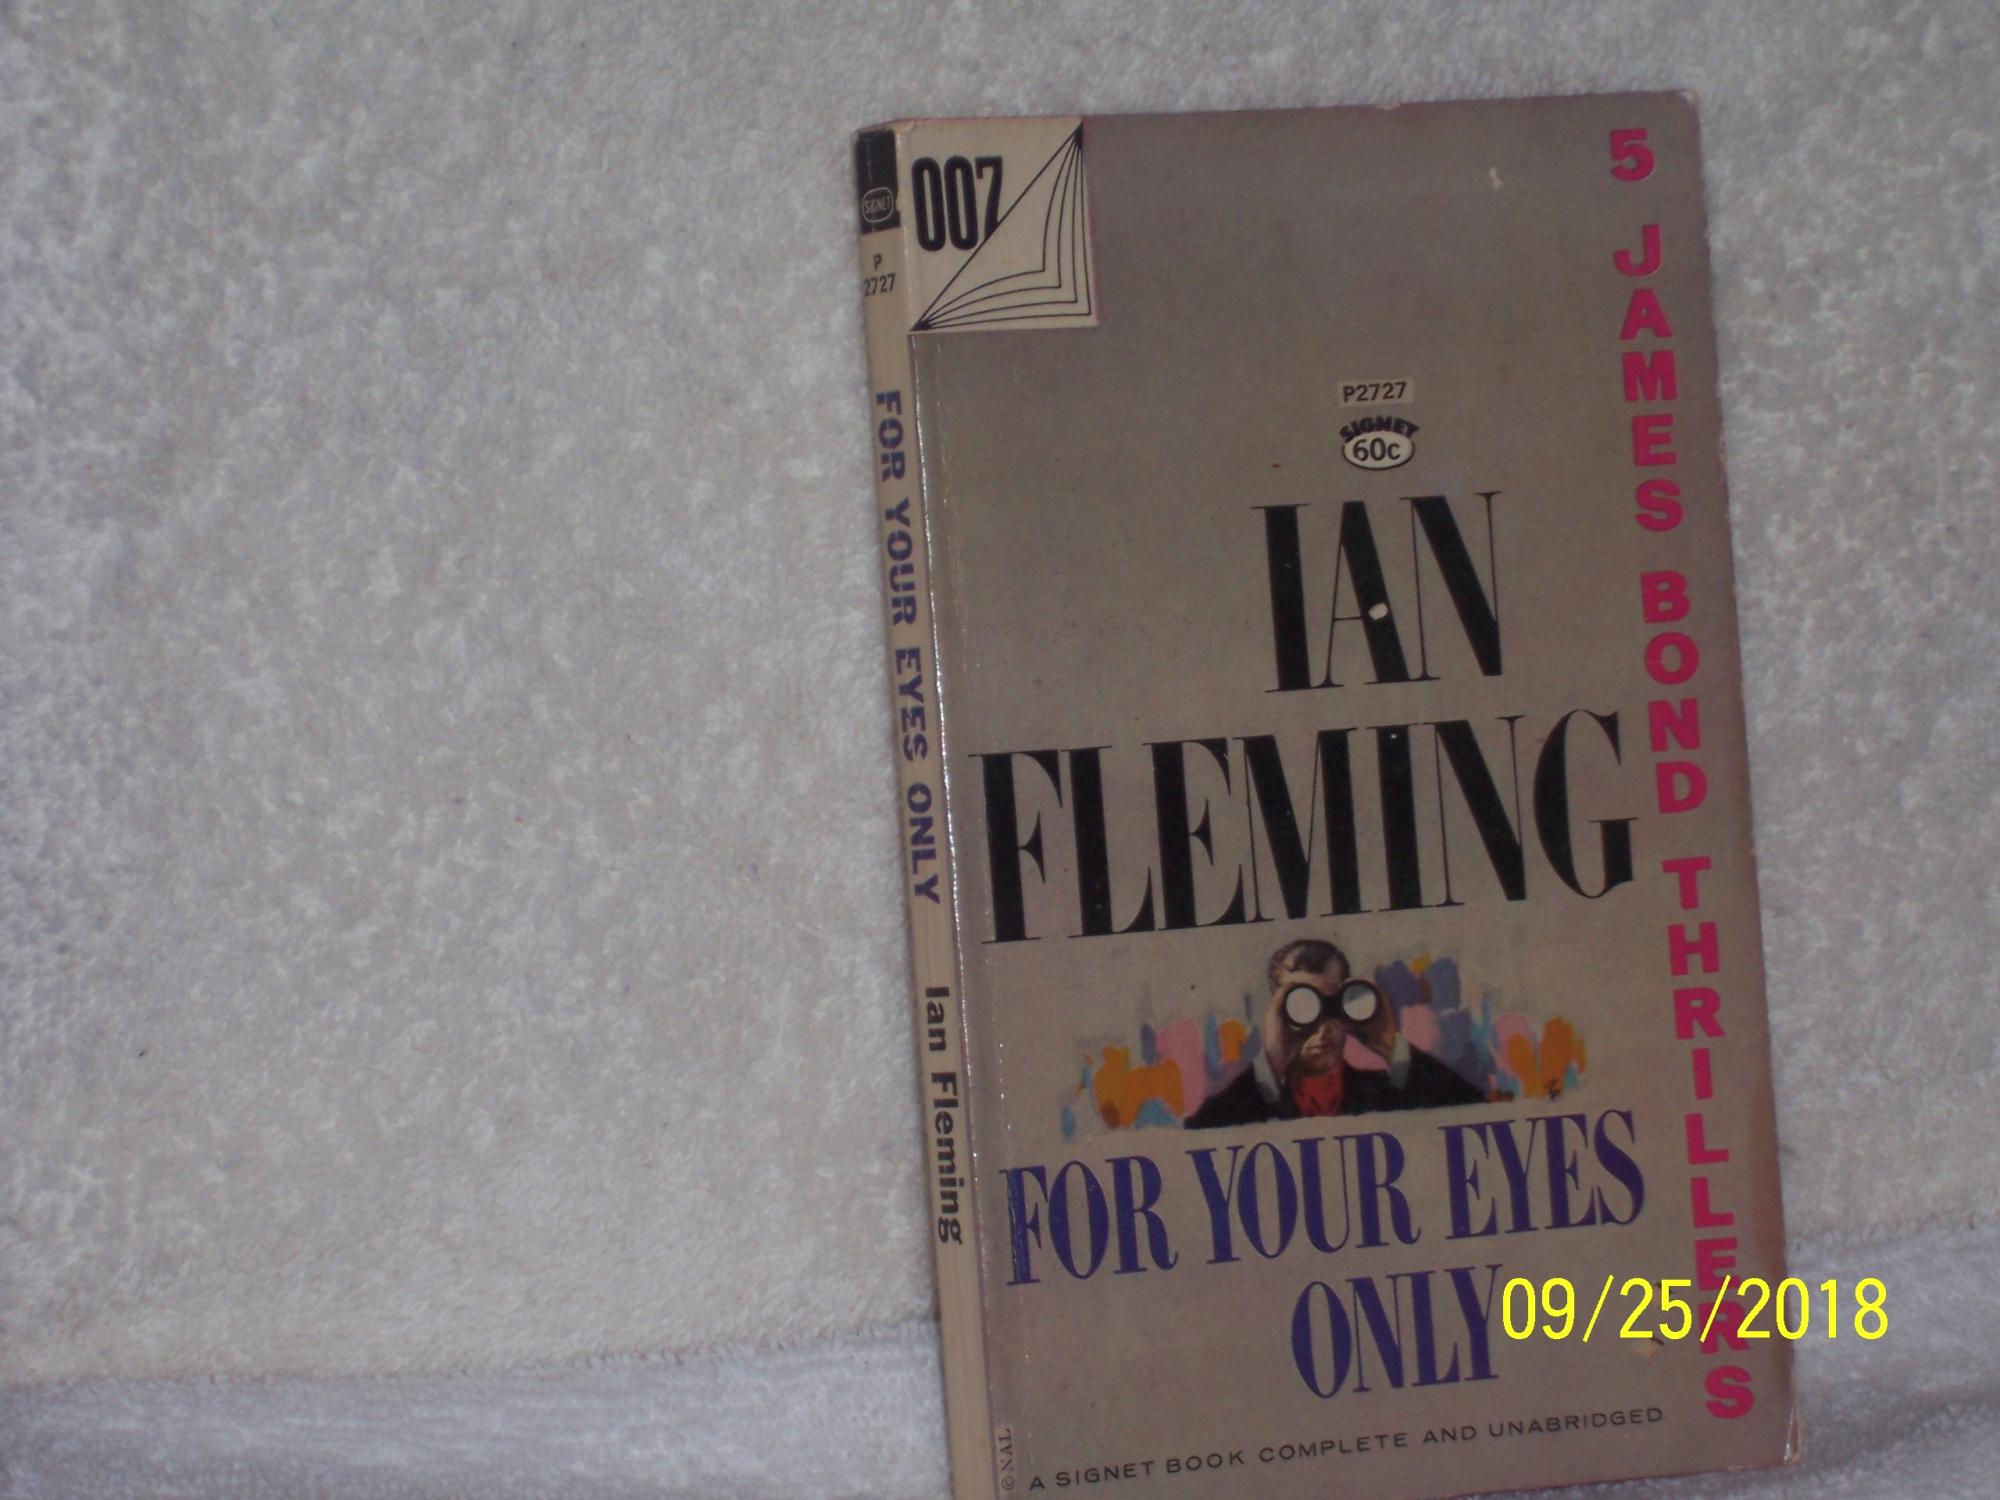 007
SIGNET
P
2727
FOR YOUR EYES ONLY Ian Fleming
5 JAMES BOND THRILLERS
P2727
SIGNET
60c
IAN
FLEMING
FOR YOUR EYES
ONLY
09/25/2018
A SIGNET BOOK COMPLETE AND UNABRIDGED
© NAL